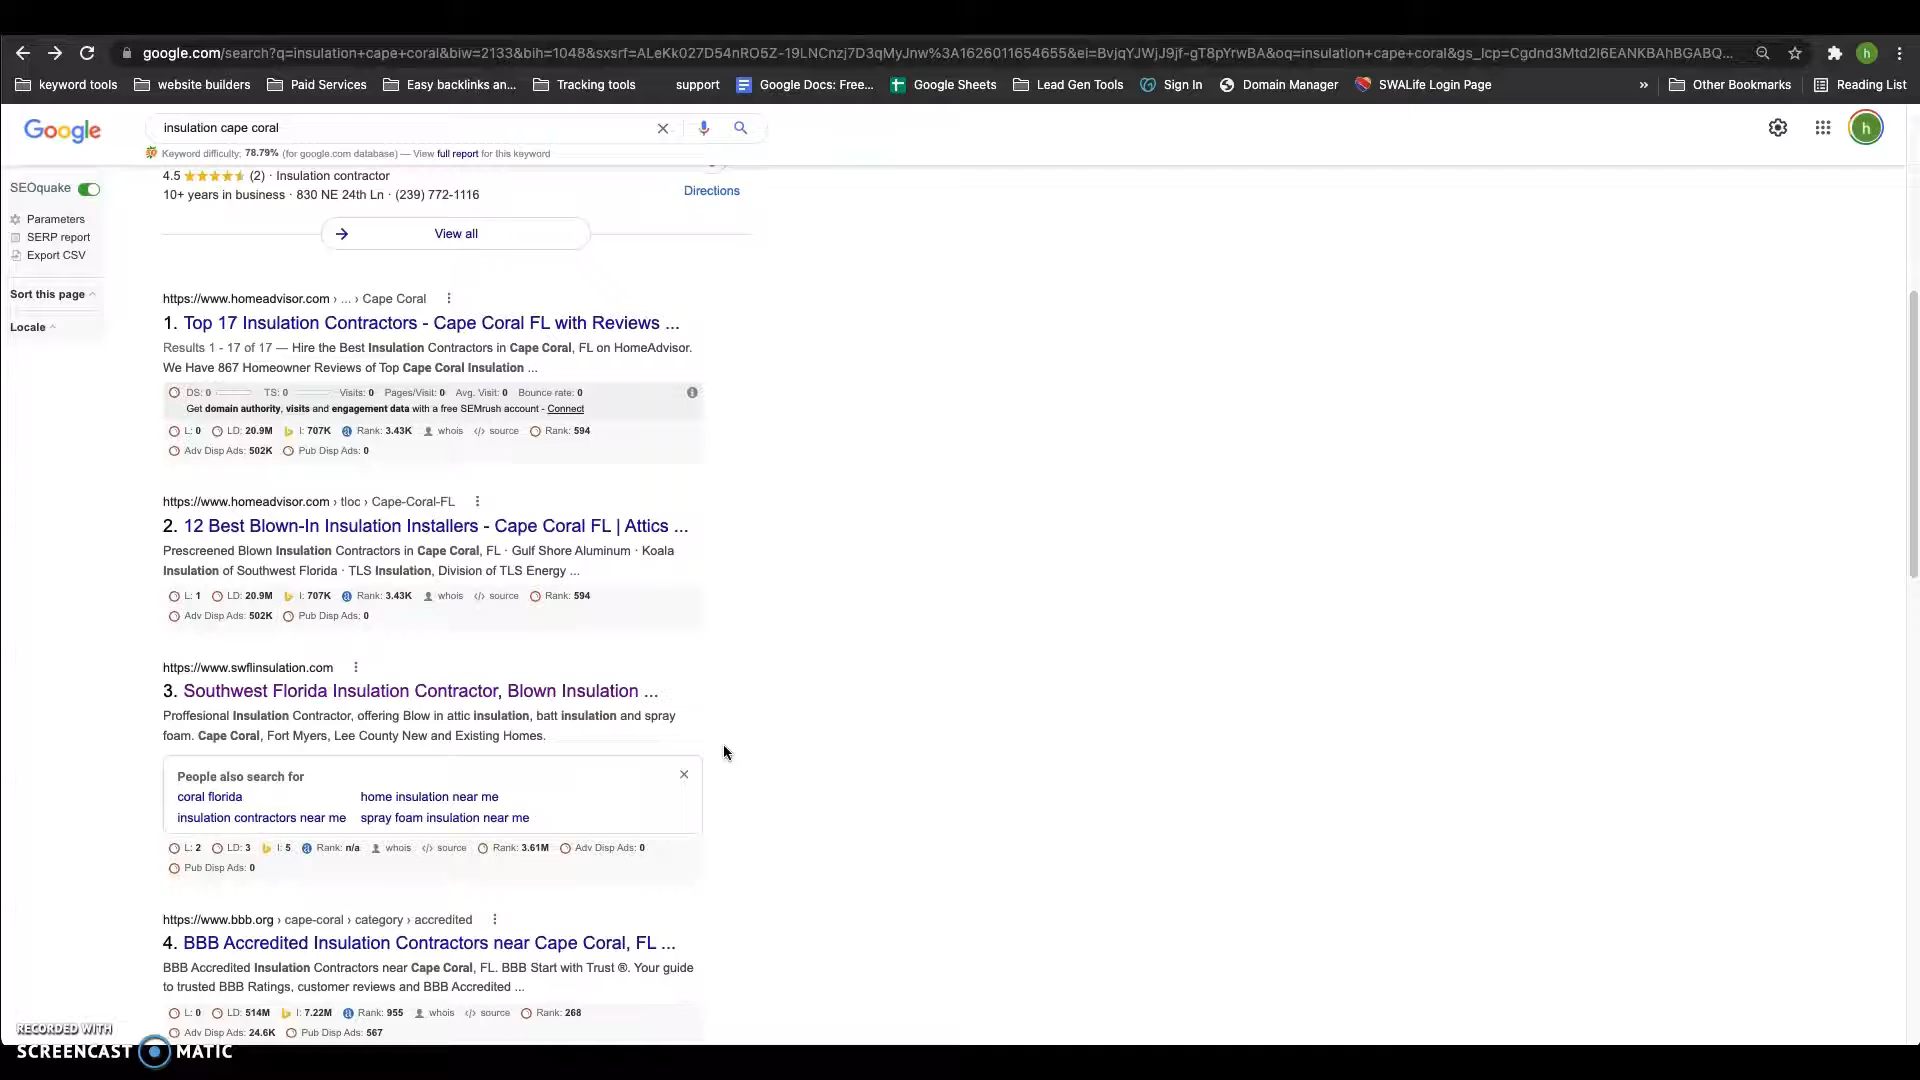 google.com/search?q=insulation+cape+coral&biw=2133&bih=1048&sxsrf=ALeKk027D54nRO5Z-19LNCnzj7D3qMyJnw%3A1626011654655&ei=BvjqYJWjJ9jf-gT8pYrwBA&oq=insulation+cape+coral&gs_lcp=Cgdnd3Mtd2l6EANKBAhBGABQ... h
keyword tools website builders Paid Services Easy backlinks an... Tracking tools support Google Docs: Free... Google Sheets Lead Gen Tools Sign In Domain Manager SWALife Login Page » Other Bookmarks Reading List
Google insulation cape coral h
Keyword difficulty: 78.79% (for google.com database) — View full report for this keyword
SEOquake
Parameters
SERP report
Export CSV
Sort this page
Locale
4.5 (2) · Insulation contractor
10+ years in business · 830 NE 24th Ln · (239) 772-1116
Directions
View all
https://www.homeadvisor.com › ... › Cape Coral
1. Top 17 Insulation Contractors - Cape Coral FL with Reviews ...
Results 1 - 17 of 17 — Hire the Best Insulation Contractors in Cape Coral, FL on HomeAdvisor.
We Have 867 Homeowner Reviews of Top Cape Coral Insulation ...
DS: 0 TS: 0 Visits: 0 Pages/Visit: 0 Avg. Visit: 0 Bounce rate: 0
Get domain authority, visits and engagement data with a free SEMrush account - Connect
L: 0 LD: 20.9M I: 707K Rank: 3.43K whois </> source Rank: 594
Adv Disp Ads: 502K Pub Disp Ads: 0
https://www.homeadvisor.com › tloc › Cape-Coral-FL
2. 12 Best Blown-In Insulation Installers - Cape Coral FL | Attics ...
Prescreened Blown Insulation Contractors in Cape Coral, FL · Gulf Shore Aluminum · Koala
Insulation of Southwest Florida · TLS Insulation, Division of TLS Energy ...
L: 1 LD: 20.9M I: 707K Rank: 3.43K whois </> source Rank: 594
Adv Disp Ads: 502K Pub Disp Ads: 0
https://www.swflinsulation.com
3. Southwest Florida Insulation Contractor, Blown Insulation ...
Proffesional Insulation Contractor, offering Blow in attic insulation, batt insulation and spray
foam. Cape Coral, Fort Myers, Lee County New and Existing Homes.
People also search for
coral florida home insulation near me
insulation contractors near me spray foam insulation near me
L: 2 LD: 3 I: 5 Rank: n/a whois </> source Rank: 3.61M Adv Disp Ads: 0
Pub Disp Ads: 0
https://www.bbb.org › cape-coral › category › accredited
4. BBB Accredited Insulation Contractors near Cape Coral, FL ...
BBB Accredited Insulation Contractors near Cape Coral, FL. BBB Start with Trust ®. Your guide
to trusted BBB Ratings, customer reviews and BBB Accredited ...
L: 0 LD: 514M I: 7.22M Rank: 955 whois </> source Rank: 268
Adv Disp Ads: 24.6K Pub Disp Ads: 567
RECORDED WITH
SCREENCAST MATIC